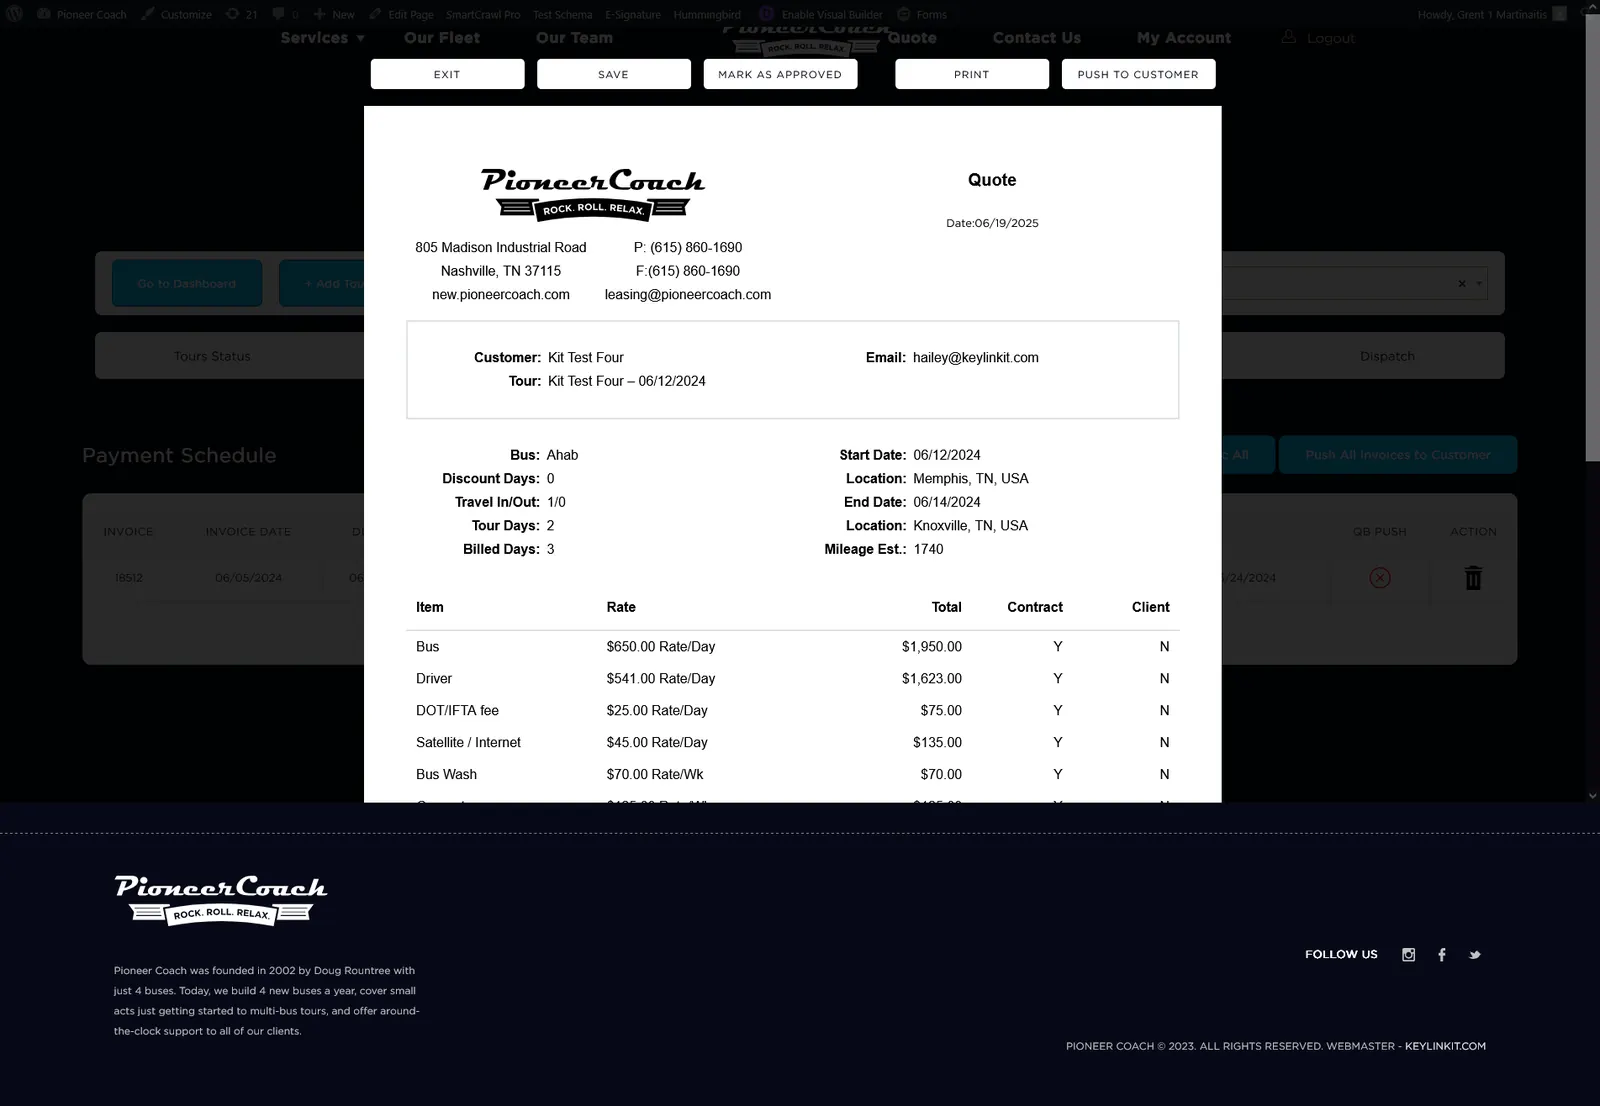 Pioneer Coach Customize 21 0 New Edit Page SmartCrawl Pro Test Schema E-Signature Hummingbird Enable Visual Builder Forms Howdy, Grent 1 Martinaitis
Services Our Fleet Our Team PioneerCoach Quote Contact Us My Account Logout
ROCK. ROLL. RELAX.
EXIT SAVE MARK AS APPROVED PRINT PUSH TO CUSTOMER
PioneerCoach
ROCK. ROLL. RELAX.
Quote
Date:06/19/2025
805 Madison Industrial Road P: (615) 860-1690
Nashville, TN 37115 F:(615) 860-1690
new.pioneercoach.com leasing@pioneercoach.com
Go to Dashboard + Add Tou
Customer: Kit Test Four Email: hailey@keylinkit.com
Tour: Kit Test Four – 06/12/2024
Tours Status Dispatch
Payment Schedule
c All Push All Invoices to Customer
Bus: Ahab Start Date: 06/12/2024
Discount Days: 0 Location: Memphis, TN, USA
Travel In/Out: 1/0 End Date: 06/14/2024
Tour Days: 2 Location: Knoxville, TN, USA
Billed Days: 3 Mileage Est.: 1740
INVOICE INVOICE DATE QB PUSH ACTION
18512 06/05/2024 06 /24/2024
Item Rate Total Contract Client
Bus $650.00 Rate/Day $1,950.00 Y N
Driver $541.00 Rate/Day $1,623.00 Y N
DOT/IFTA fee $25.00 Rate/Day $75.00 Y N
Satellite / Internet $45.00 Rate/Day $135.00 Y N
Bus Wash $70.00 Rate/Wk $70.00 Y N
PioneerCoach
ROCK. ROLL. RELAX.
Pioneer Coach was founded in 2002 by Doug Rountree with
just 4 buses. Today, we build 4 new buses a year, cover small
acts just getting started to multi-bus tours, and offer around-
the-clock support to all of our clients.
FOLLOW US
PIONEER COACH © 2023. ALL RIGHTS RESERVED. WEBMASTER - KEYLINKIT.COM